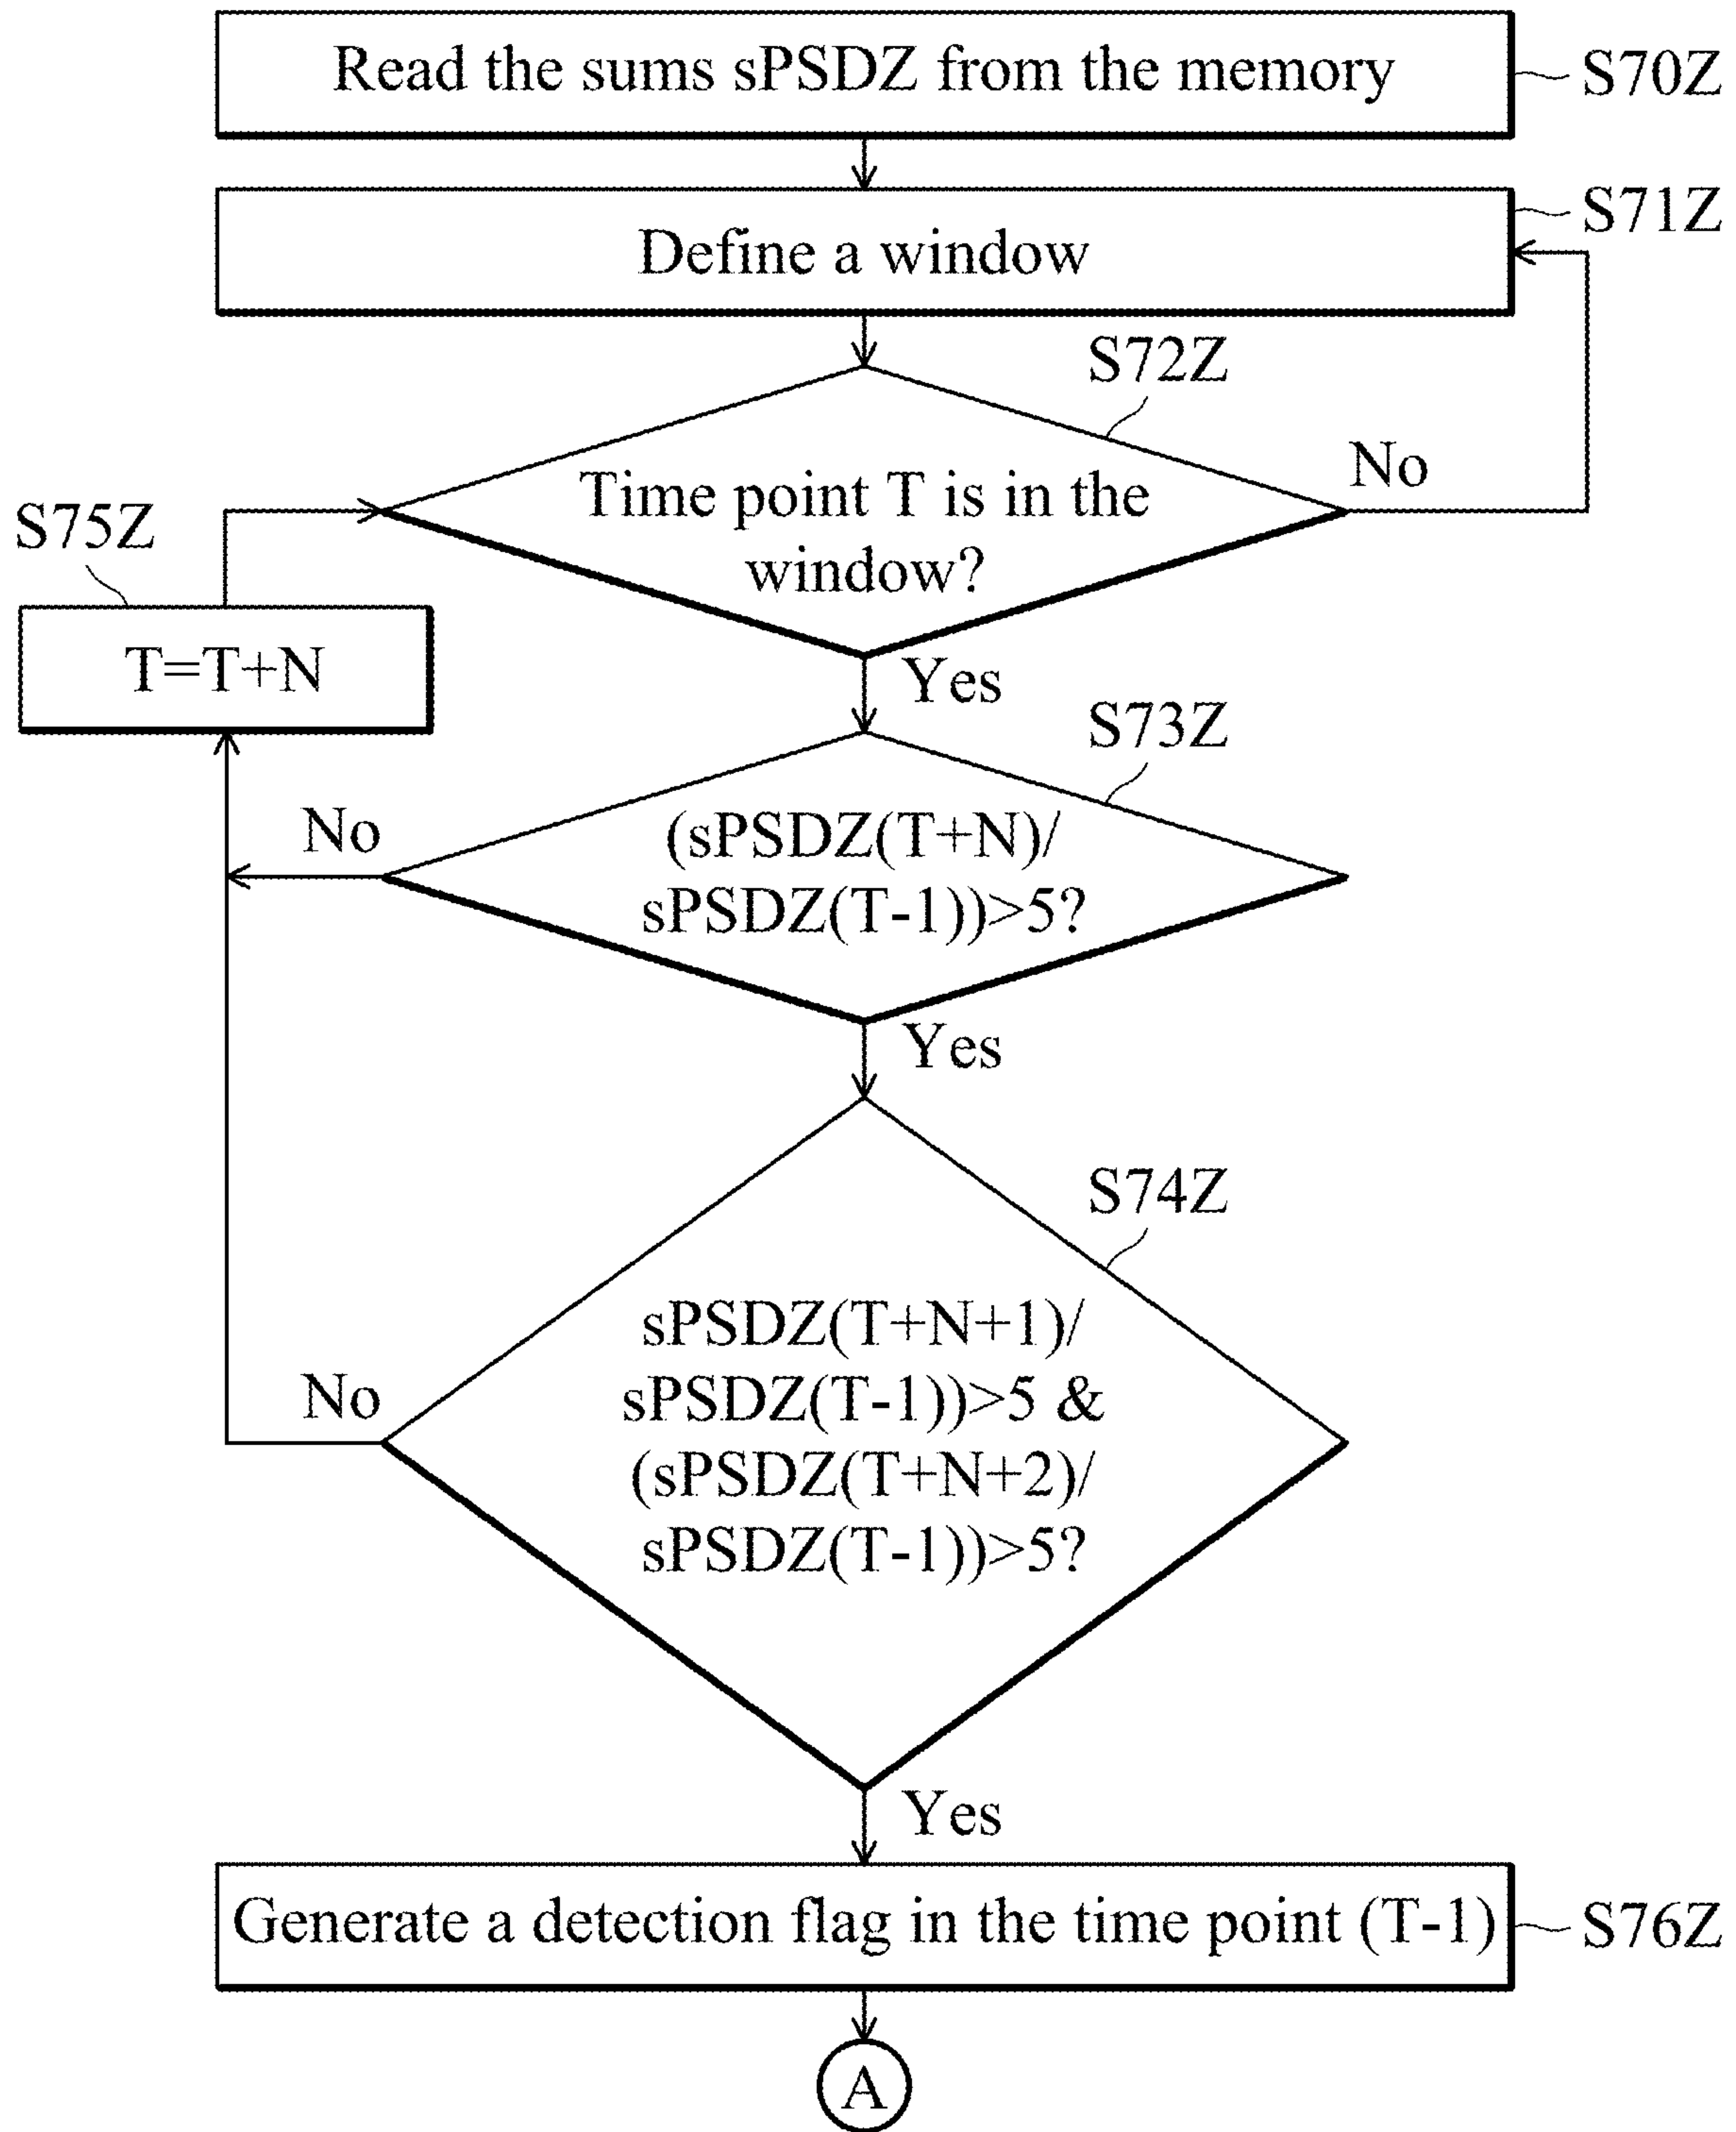 Read the sums sPSDZ from the memory
S70Z
S71Z
Define a window
S72Z
No
Time point T is in the
window?
S75Z
T=T+N
Yes
S73Z
No
(sPSDZ(T+N)/
sPSDZ(T-1))>5?
Yes
S74Z
sPSDZ(T+N+1)/
sPSDZ(T-1))>5 &
(sPSDZ(T+N+2)/
sPSDZ(T-1))>5?
No
Yes
Generate a detection flag in the time point (T-1)
S76Z
A